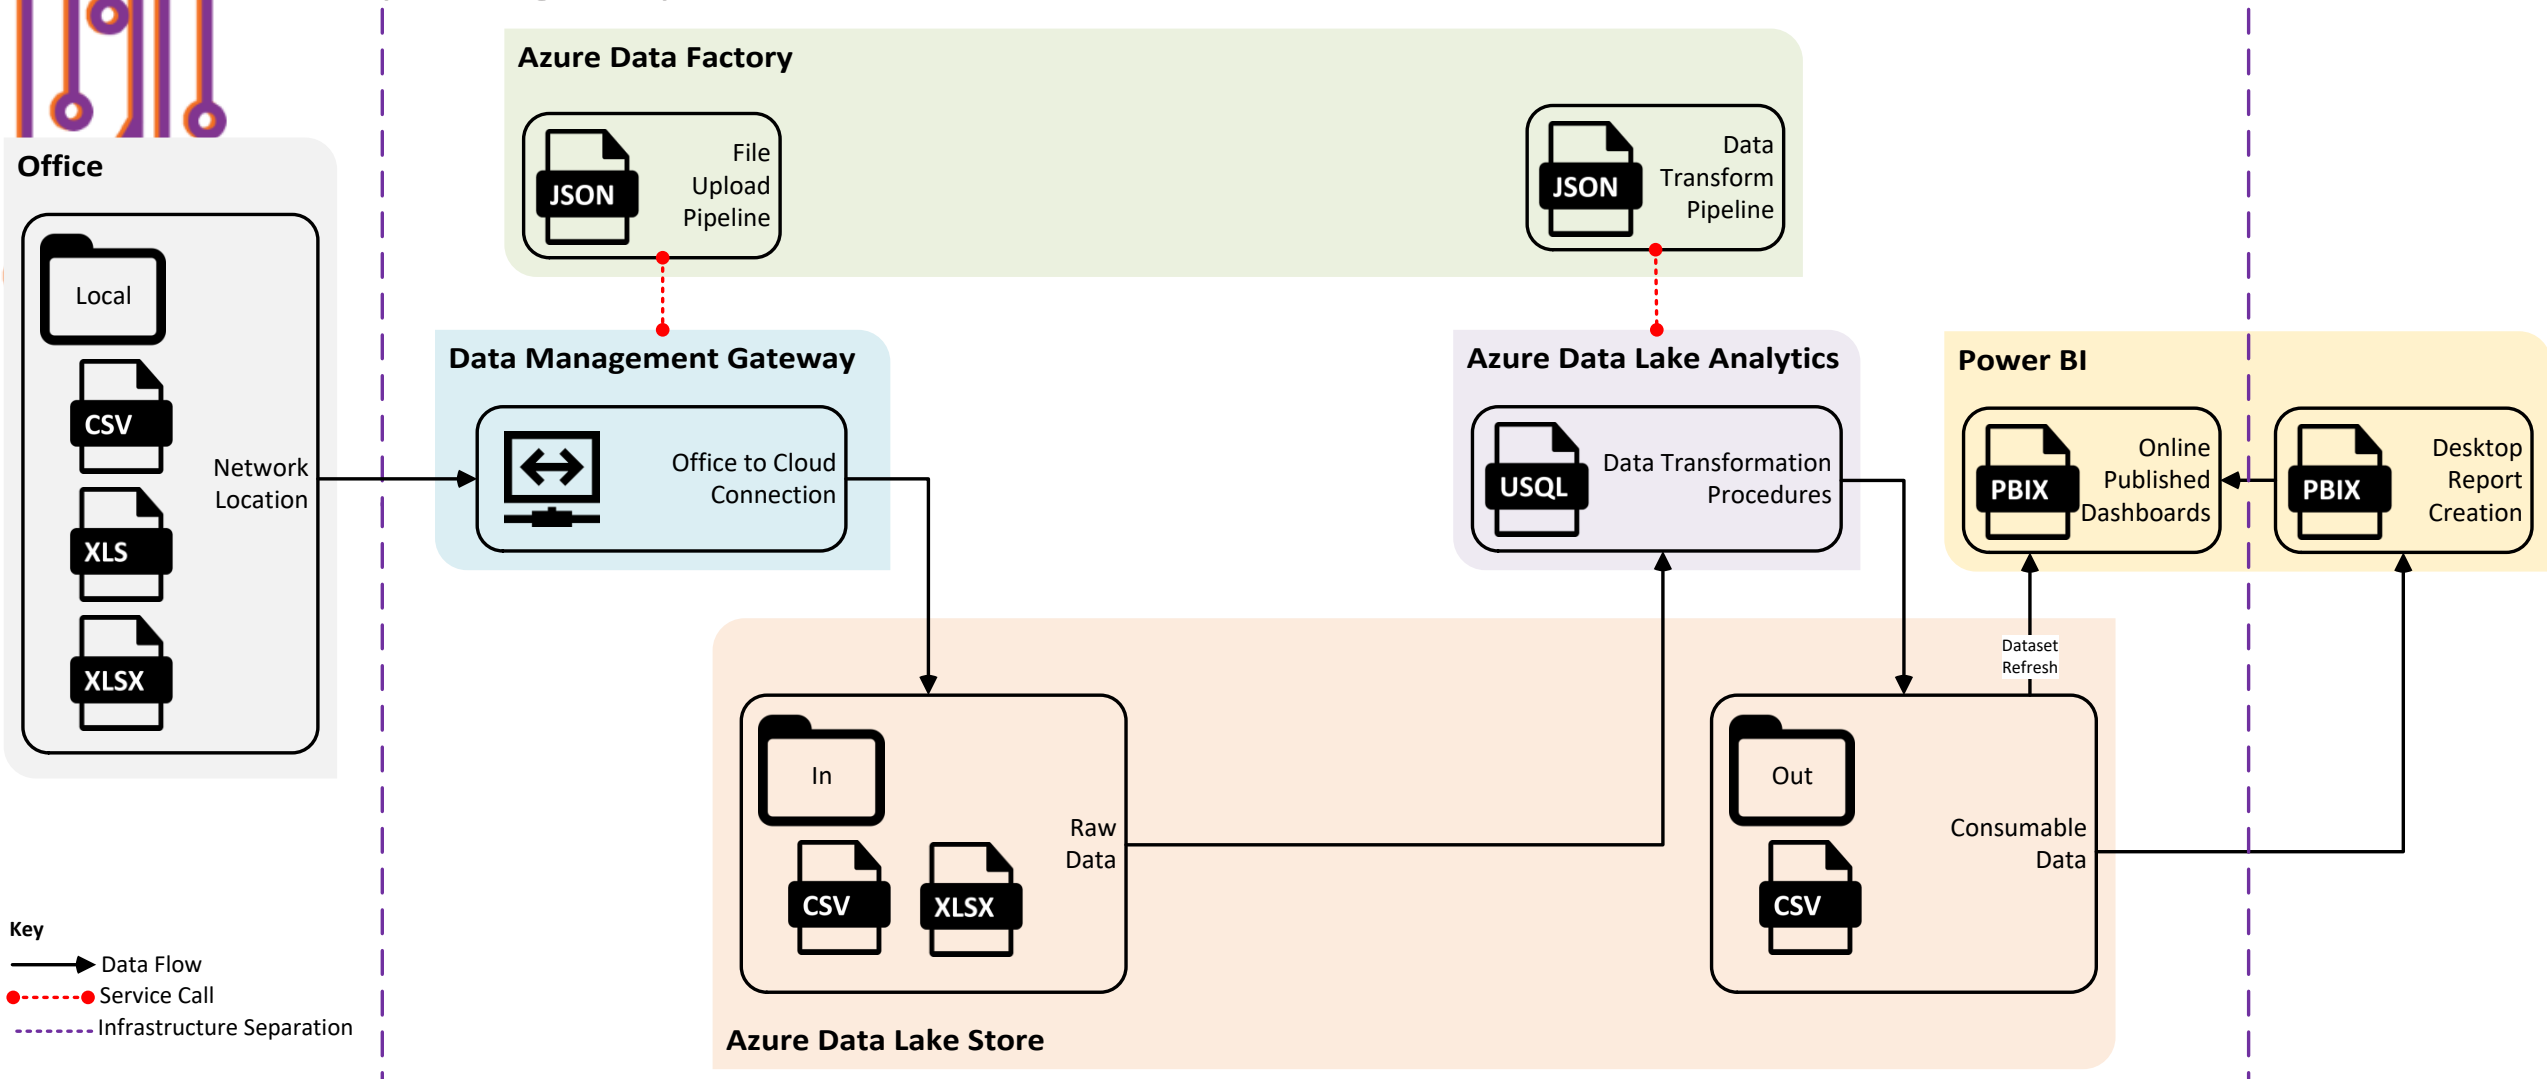 Azure Data Factory
JSON
File
Upload
Pipeline
JSON
Data
Transform
Pipeline
Office
Local
CSV
XLS
XLSX
Network
Location
Data Management Gateway
Office to Cloud
Connection
Azure Data Lake Analytics
USQL
Data Transformation
Procedures
Power BI
PBIX
Online
Published
Dashboards
PBIX
Desktop
Report
Creation
Dataset
Refresh
In
CSV
XLSX
Raw
Data
Out
CSV
Consumable
Data
Azure Data Lake Store
Key
Data Flow
Service Call
Infrastructure Separation